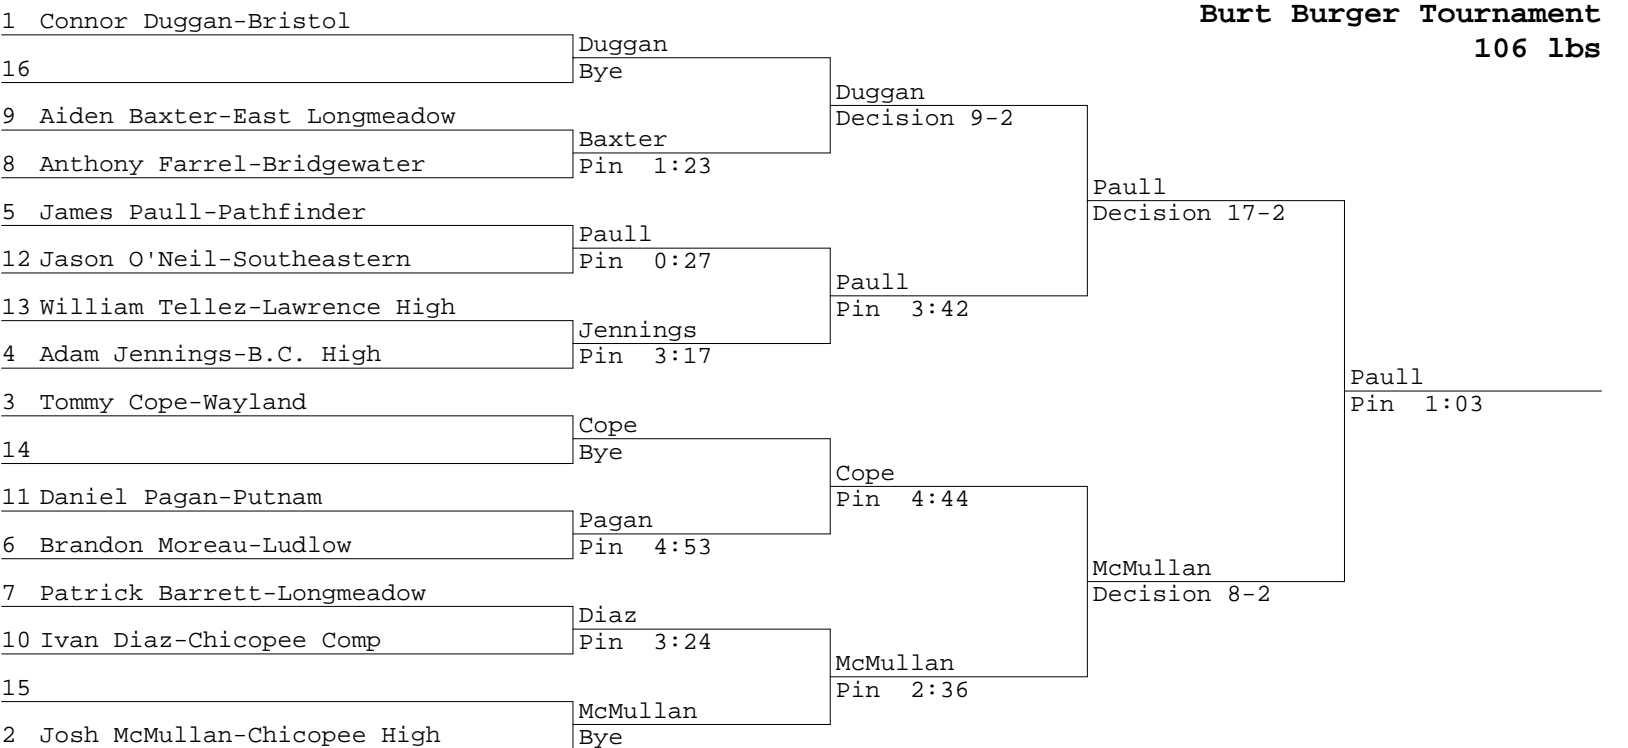 Burt Burger Tournament
106 lbs
1 Connor Duggan-Bristol
16
9 Aiden Baxter-East Longmeadow
8 Anthony Farrel-Bridgewater
5 James Paull-Pathfinder
12 Jason O'Neil-Southeastern
13 William Tellez-Lawrence High
4 Adam Jennings-B.C. High
3 Tommy Cope-Wayland
14
11 Daniel Pagan-Putnam
6 Brandon Moreau-Ludlow
7 Patrick Barrett-Longmeadow
10 Ivan Diaz-Chicopee Comp
15
2 Josh McMullan-Chicopee High
Duggan
Bye
Baxter
Pin 1:23
Paull
Pin 0:27
Jennings
Pin 3:17
Cope
Bye
Pagan
Pin 4:53
Diaz
Pin 3:24
McMullan
Bye
Duggan
Decision 9-2
Paull
Pin 3:42
Cope
Pin 4:44
McMullan
Pin 2:36
Paull
Decision 17-2
McMullan
Decision 8-2
Paull
Pin 1:03